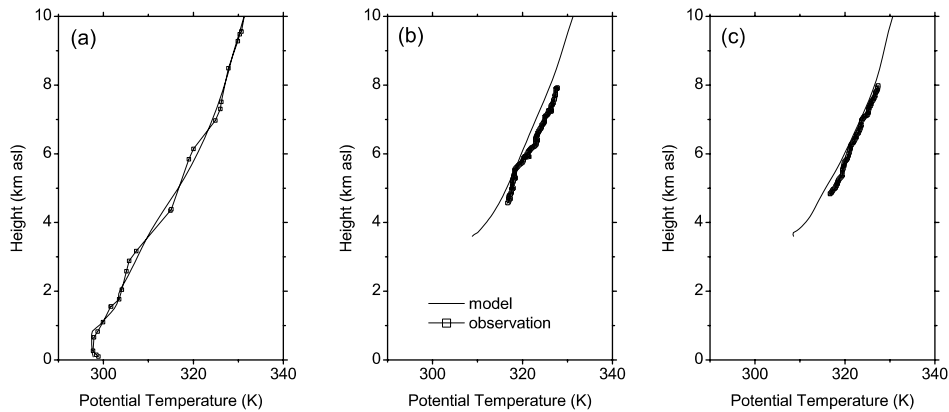 (a)
10
8
6
4
2
0
Height (km asl)
300
320
340
Potential Temperature (K)
(b)
10
8
6
4
2
0
Height (km asl)
model
observation
300
320
340
Potential Temperature (K)
(c)
10
8
6
4
2
0
Height (km asl)
300
320
340
Potential Temperature (K)